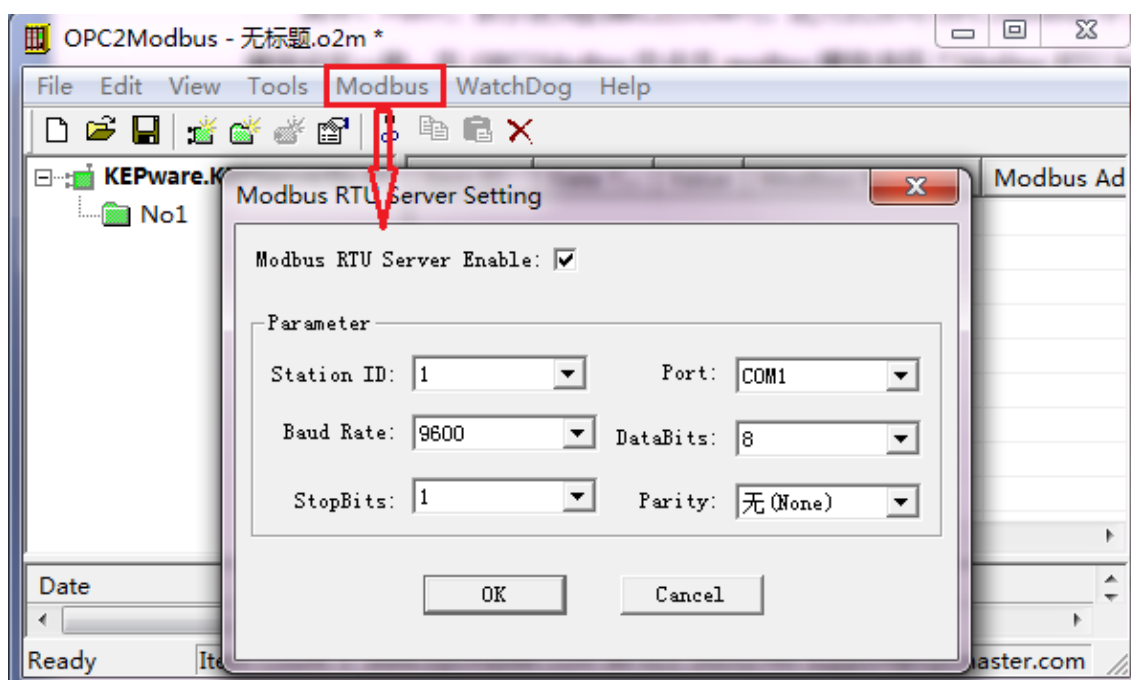 OPC2Modbus - 无标题.o2m *
File Edit View Tools Modbus WatchDog Help
KEPware.K
Modbus Ad
No1
Modbus RTU Server Setting
Modbus RTU Server Enable:
Parameter
Station ID: 1 Port: COM1
Baud Rate: 9600 DataBits: 8
StopBits: 1 Parity: 无(None)
OK Cancel
Date
Ready Ite aster.com